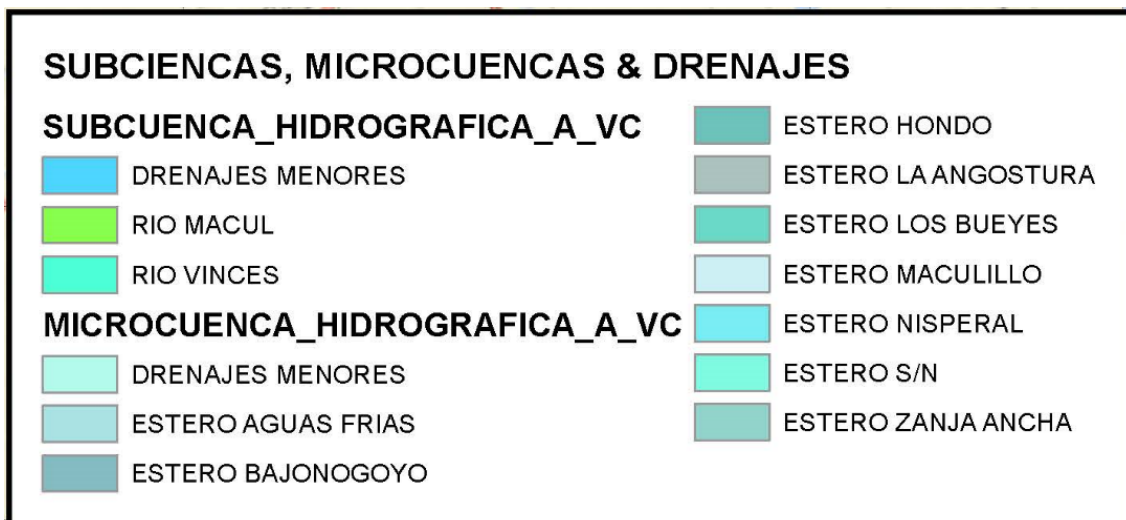 SUBCIENCAS, MICROCUENCAS & DRENAJES
SUBCUENCA_HIDROGRAFICA_A_VC
DRENAJES MENORES
RIO MACUL
RIO VINCES
MICROCUENCA_HIDROGRAFICA_A_VC
DRENAJES MENORES
ESTERO AGUAS FRIAS
ESTERO BAJONOGOYO
ESTERO HONDO
ESTERO LA ANGOSTURA
ESTERO LOS BUEYES
ESTERO MACULILLO
ESTERO NISPERAL
ESTERO S/N
ESTERO ZANJA ANCHA